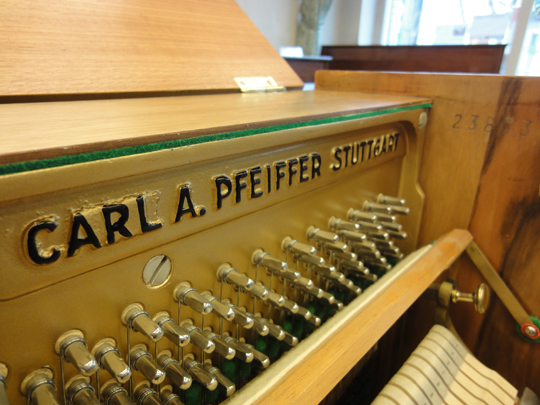 CARL A. PFEIFFER STUTTGART